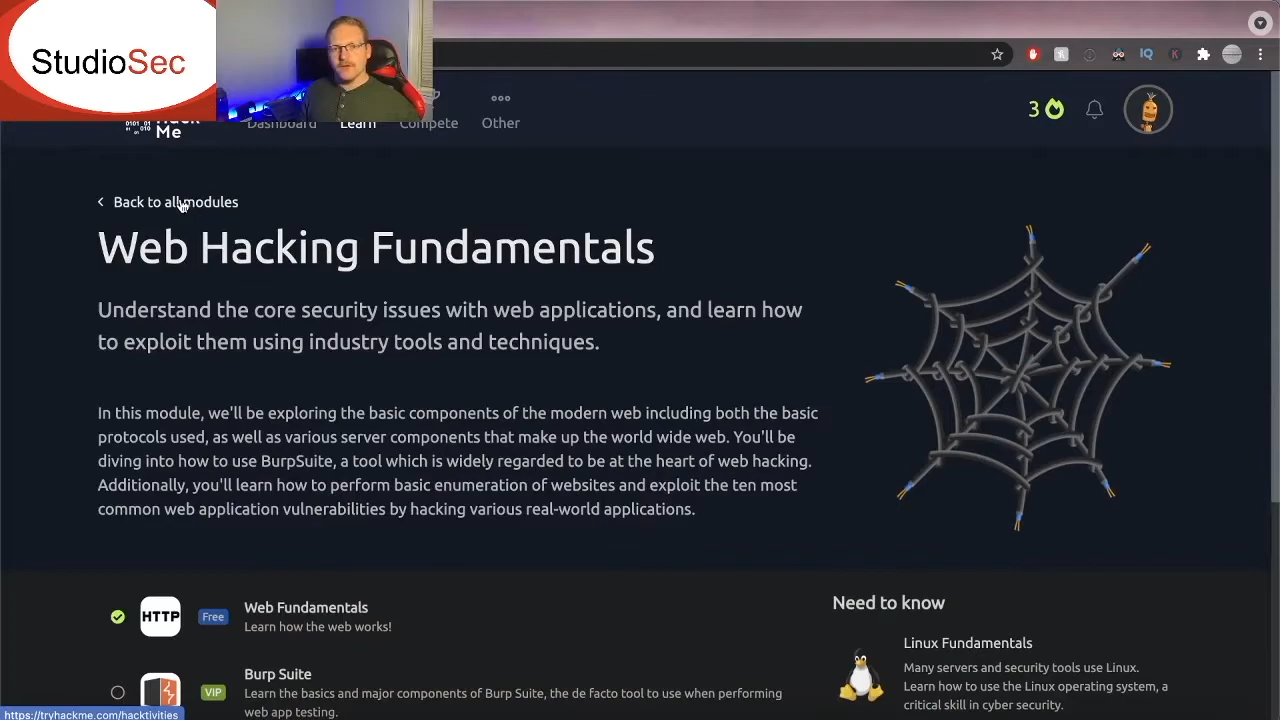 StudioSec
Hack
Me
Dashboard
Learn
Compete
Other
3
IQ
K
Back to all modules
Web Hacking Fundamentals
Understand the core security issues with web applications, and learn how
to exploit them using industry tools and techniques.
In this module, we'll be exploring the basic components of the modern web including both the basic
protocols used, as well as various server components that make up the world wide web. You'll be
diving into how to use BurpSuite, a tool which is widely regarded to be at the heart of web hacking.
Additionally, you'll learn how to perform basic enumeration of websites and exploit the ten most
common web application vulnerabilities by hacking various real-world applications.
HTTP
Free
Web Fundamentals
Learn how the web works!
VIP
Burp Suite
Learn the basics and major components of Burp Suite, the de facto tool to use when performing
web app testing.
Need to know
Linux Fundamentals
Many servers and security tools use Linux.
Learn how to use the Linux operating system, a
critical skill in cyber security.
https://tryhackme.com/hacktivities